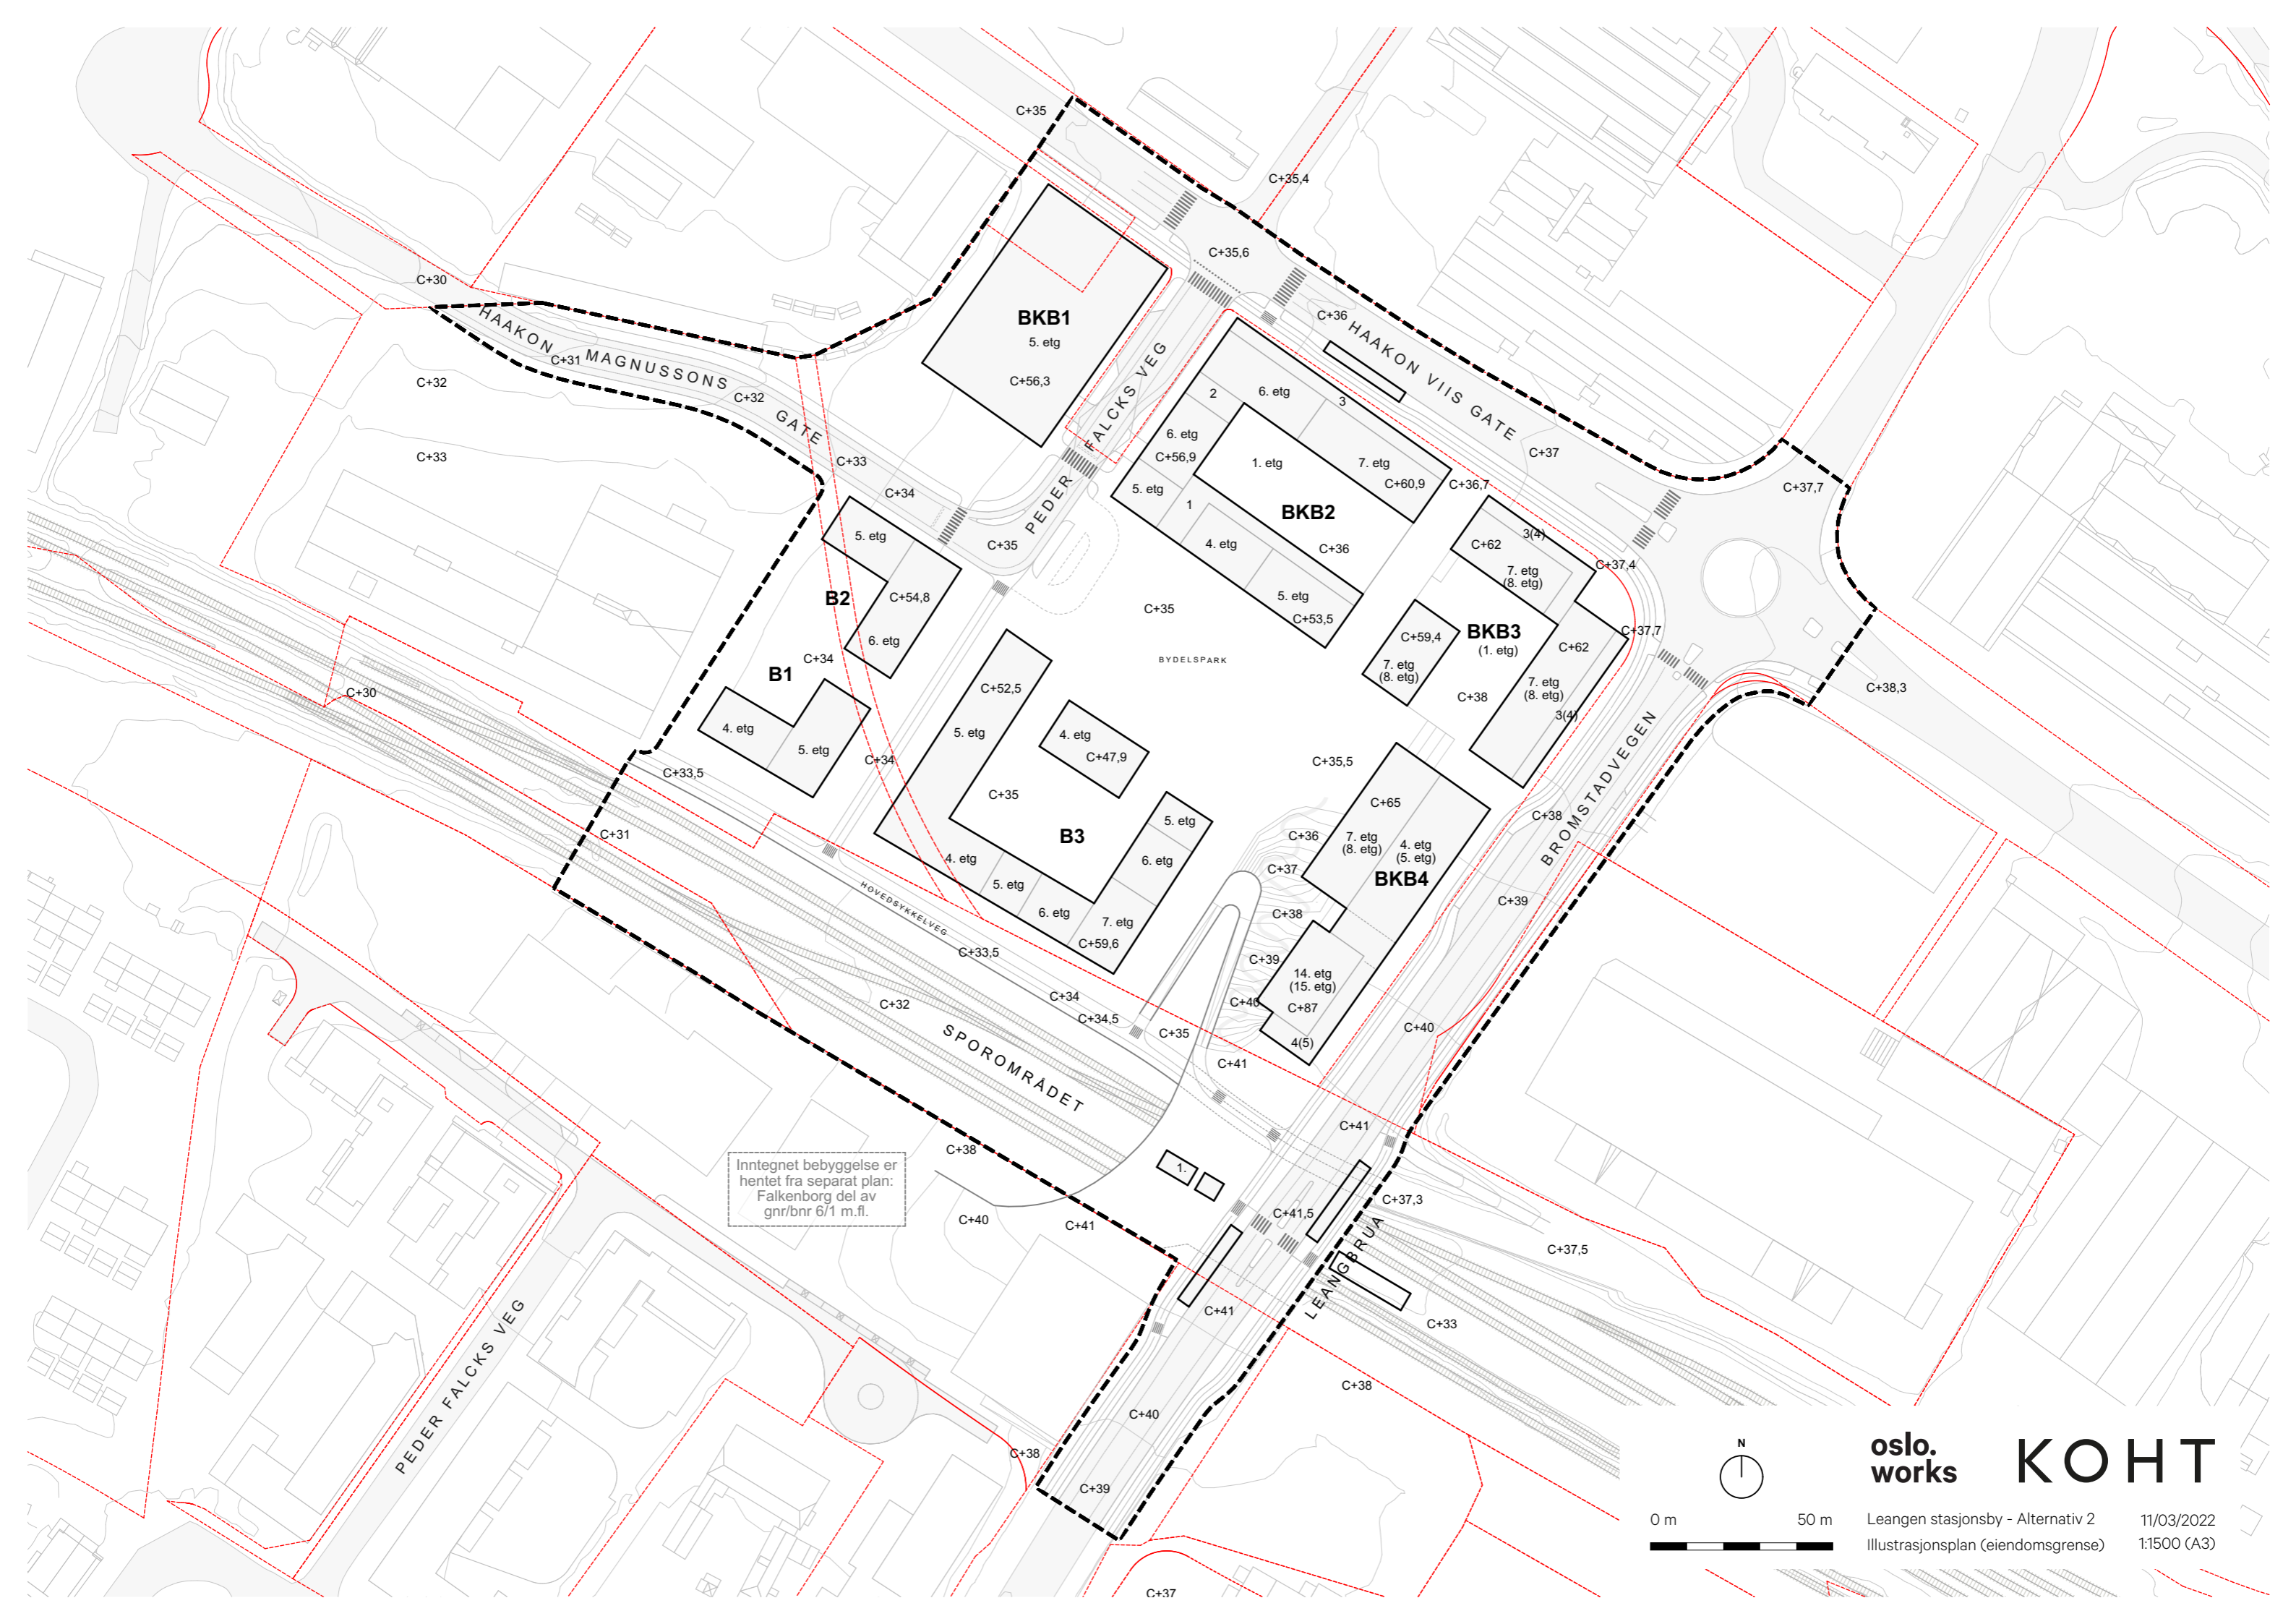 C+35
C+35,4
C+35,6
C+30
HAAKON MAGNUSSONS GATE
C+31
C+32
C+32
C+33
C+33
C+34
BKB1
5. etg
C+56,3
PEDER FALCKS VEG
C+36
HAAKON VIIS GATE
C+37
C+37,7
2
6. etg
3
6. etg
C+56,9
1. etg
7. etg
C+60,9
C+36,7
5. etg
1
BKB2
4. etg
C+36
5. etg
C+53,5
C+35
5. etg
B2
C+54,8
6. etg
C+34
B1
4. etg
5. etg
C+34
C+33,5
C+35
BYDELSPARK
3(4)
C+62
7. etg
(8. etg)
C+37,4
C+59,4
BKB3
(1. etg)
7. etg
(8. etg)
C+62
C+37,7
7. etg
(8. etg)
C+38
3(4)
C+38,3
BROMSTADVEGEN
C+52,5
5. etg
4. etg
C+47,9
C+35
B3
5. etg
6. etg
4. etg
5. etg
6. etg
7. etg
C+59,6
C+35,5
C+65
7. etg
(8. etg)
4. etg
(5. etg)
BKB4
C+36
C+37
C+38
C+38
C+39
C+39
14. etg
(15. etg)
C+87
C+40
4(5)
C+40
C+30
C+31
HOVEDSYKKELVEG
C+33,5
C+32
C+34
C+34,5
C+35
C+41
SPOROMRÅDET
C+41
C+38
1.
Inntegnet bebyggelse er
hentet fra separat plan:
Falkenborg del av
gnr/bnr 6/1 m.fl.
C+40
C+41
C+41,5
C+37,3
C+37,5
LEANGBRUA
C+41
C+33
C+38
PEDER FALCKS VEG
C+40
C+38
C+39
C+37
N
oslo.
works
KOHT
0 m
50 m
Leangen stasjonsby - Alternativ 2
11/03/2022
Illustrasjonsplan (eiendomsgrense)
1:1500 (A3)